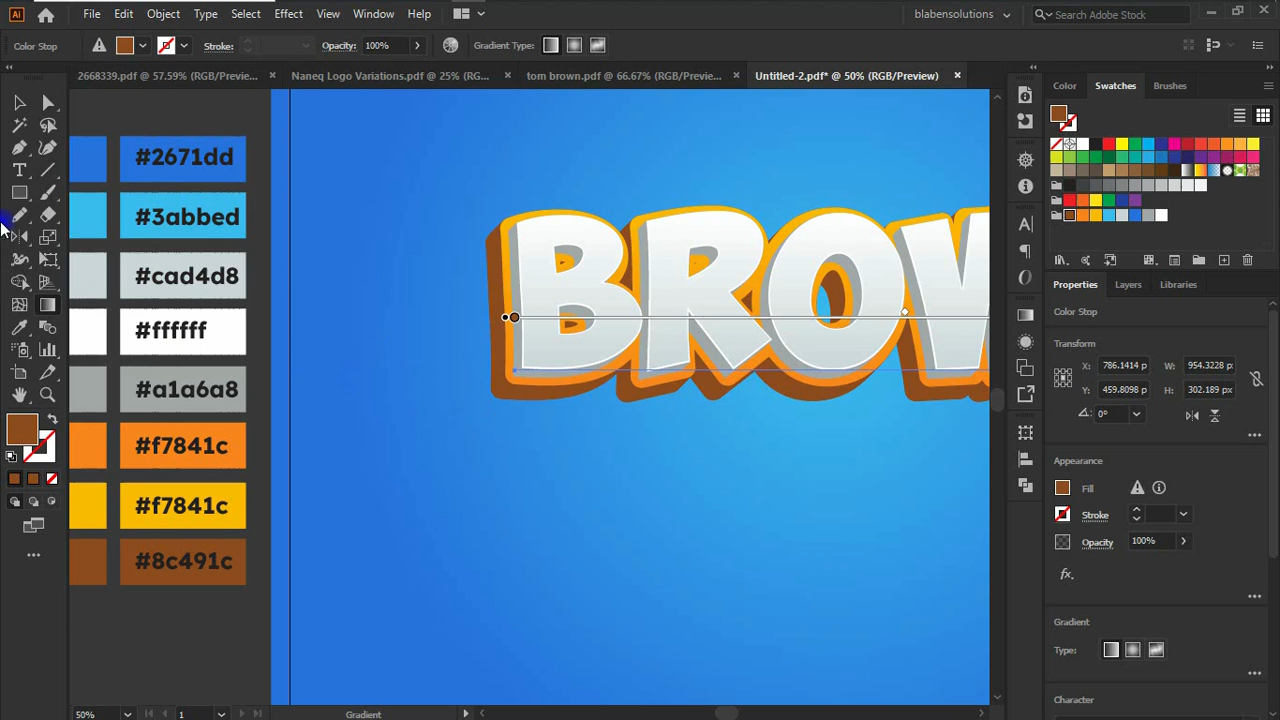 Ai File Edit Object Type Select Effect View Window Help blabensolutions Search Adobe Stock
Color Stop Stroke: Opacity: 100% Gradient Type:
2668339.pdf @ 57.59% (RGB/Previe... Naneq Logo Variations.pdf @ 25% (RG... tom brown.pdf @ 66.67% (RGB/Previe... Untitled-2.pdf* @ 50% (RGB/Preview)
Color Swatches Brushes
#2671dd
#3abbed
#cad4d8
#ffffff
#a1a6a8
#f7841c
#f7841c
#8c491c
BROW
Properties Layers Libraries
Color Stop
Transform
X: 786.1414 p W: 954.3228 p
Y: 459.8098 p H: 302.189 px
0°
Appearance
Fill
Stroke
Opacity 100%
fx.
Gradient
Type:
Character
50% 1 Gradient